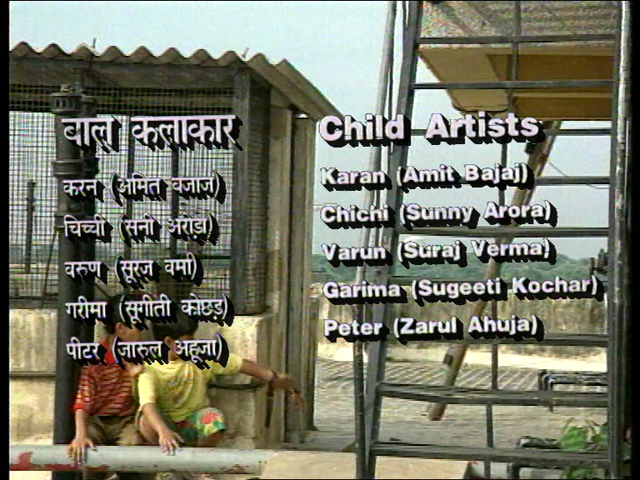 बाल कलाकार
करन (अमित बजाज)
चिच्ची (सनी अरोड़ा)
वरुण (सूरज वर्मा)
गरीमा (सूगीती कोछड़)
पीटर (जारुल अहूजा)
Child Artists
Karan (Amit Bajaj)
Chichi (Sunny Arora)
Varun (Suraj Verma)
Garima (Sugeeti Kochar)
Peter (Zarul Ahuja)